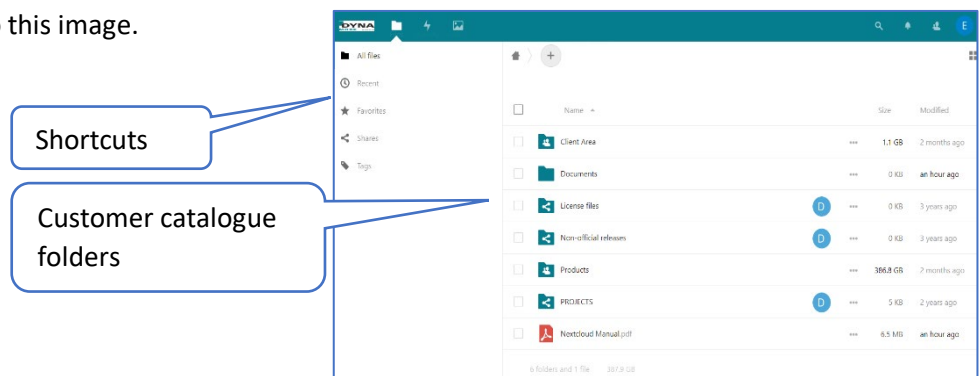 this image.
DYNA
E
All files
Recent
Favorites
Shares
Tags
Shortcuts
Customer catalogue
folders
+
Name
Size
Modified
Client Area
1.1 GB
2 months ago
Documents
0 KB
an hour ago
License files
D
0 KB
3 years ago
Non-official releases
D
0 KB
3 years ago
Products
386.8 GB
2 months ago
PROJECTS
D
5 KB
2 years ago
Nextcloud Manual.pdf
6.5 MB
an hour ago
6 folders and 1 file
387.9 GB